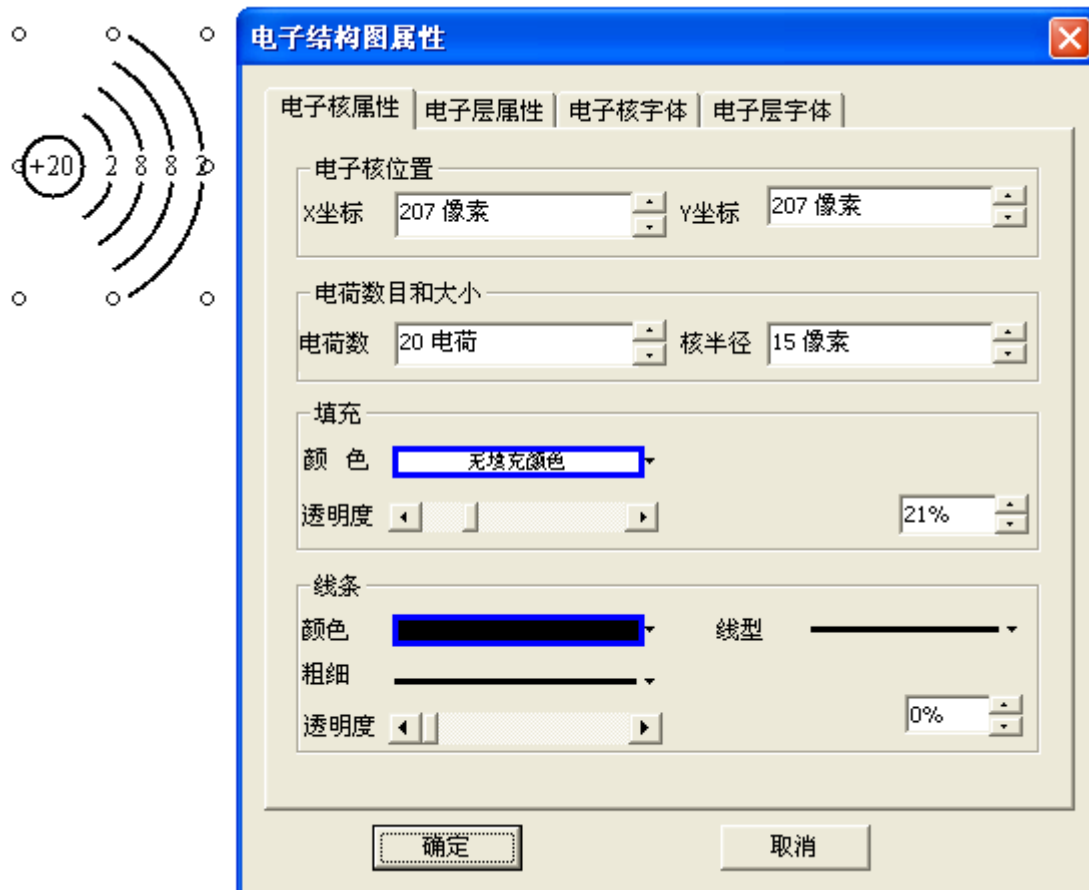 电子结构图属性
电子核属性 电子层属性 电子核字体 电子层字体
+20 2 8 8 2
电子核位置
X坐标 207 像素 Y坐标 207 像素
电荷数目和大小
电荷数 20 电荷 核半径 15 像素
填充
颜 色 无填充颜色
透明度 21%
线条
颜色 线型
粗细
透明度 0%
确定 取消